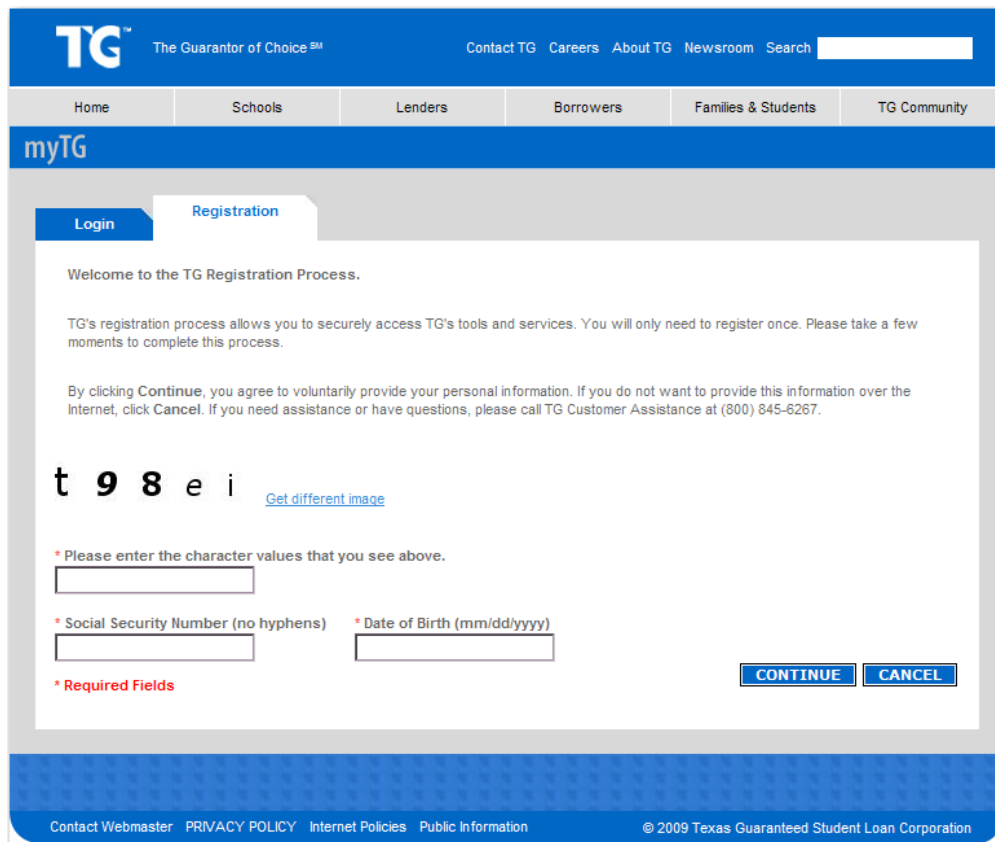 TG™ The Guarantor of Choice SM Contact TG Careers About TG Newsroom Search
Home Schools Lenders Borrowers Families & Students TG Community
myTG
Login Registration
Welcome to the TG Registration Process.
TG's registration process allows you to securely access TG's tools and services. You will only need to register once. Please take a few
moments to complete this process.
By clicking Continue, you agree to voluntarily provide your personal information. If you do not want to provide this information over the
Internet, click Cancel. If you need assistance or have questions, please call TG Customer Assistance at (800) 845-6267.
t 9 8 e i Get different image
* Please enter the character values that you see above.
* Social Security Number (no hyphens) * Date of Birth (mm/dd/yyyy)
* Required Fields CONTINUE CANCEL
Contact Webmaster PRIVACY POLICY Internet Policies Public Information © 2009 Texas Guaranteed Student Loan Corporation